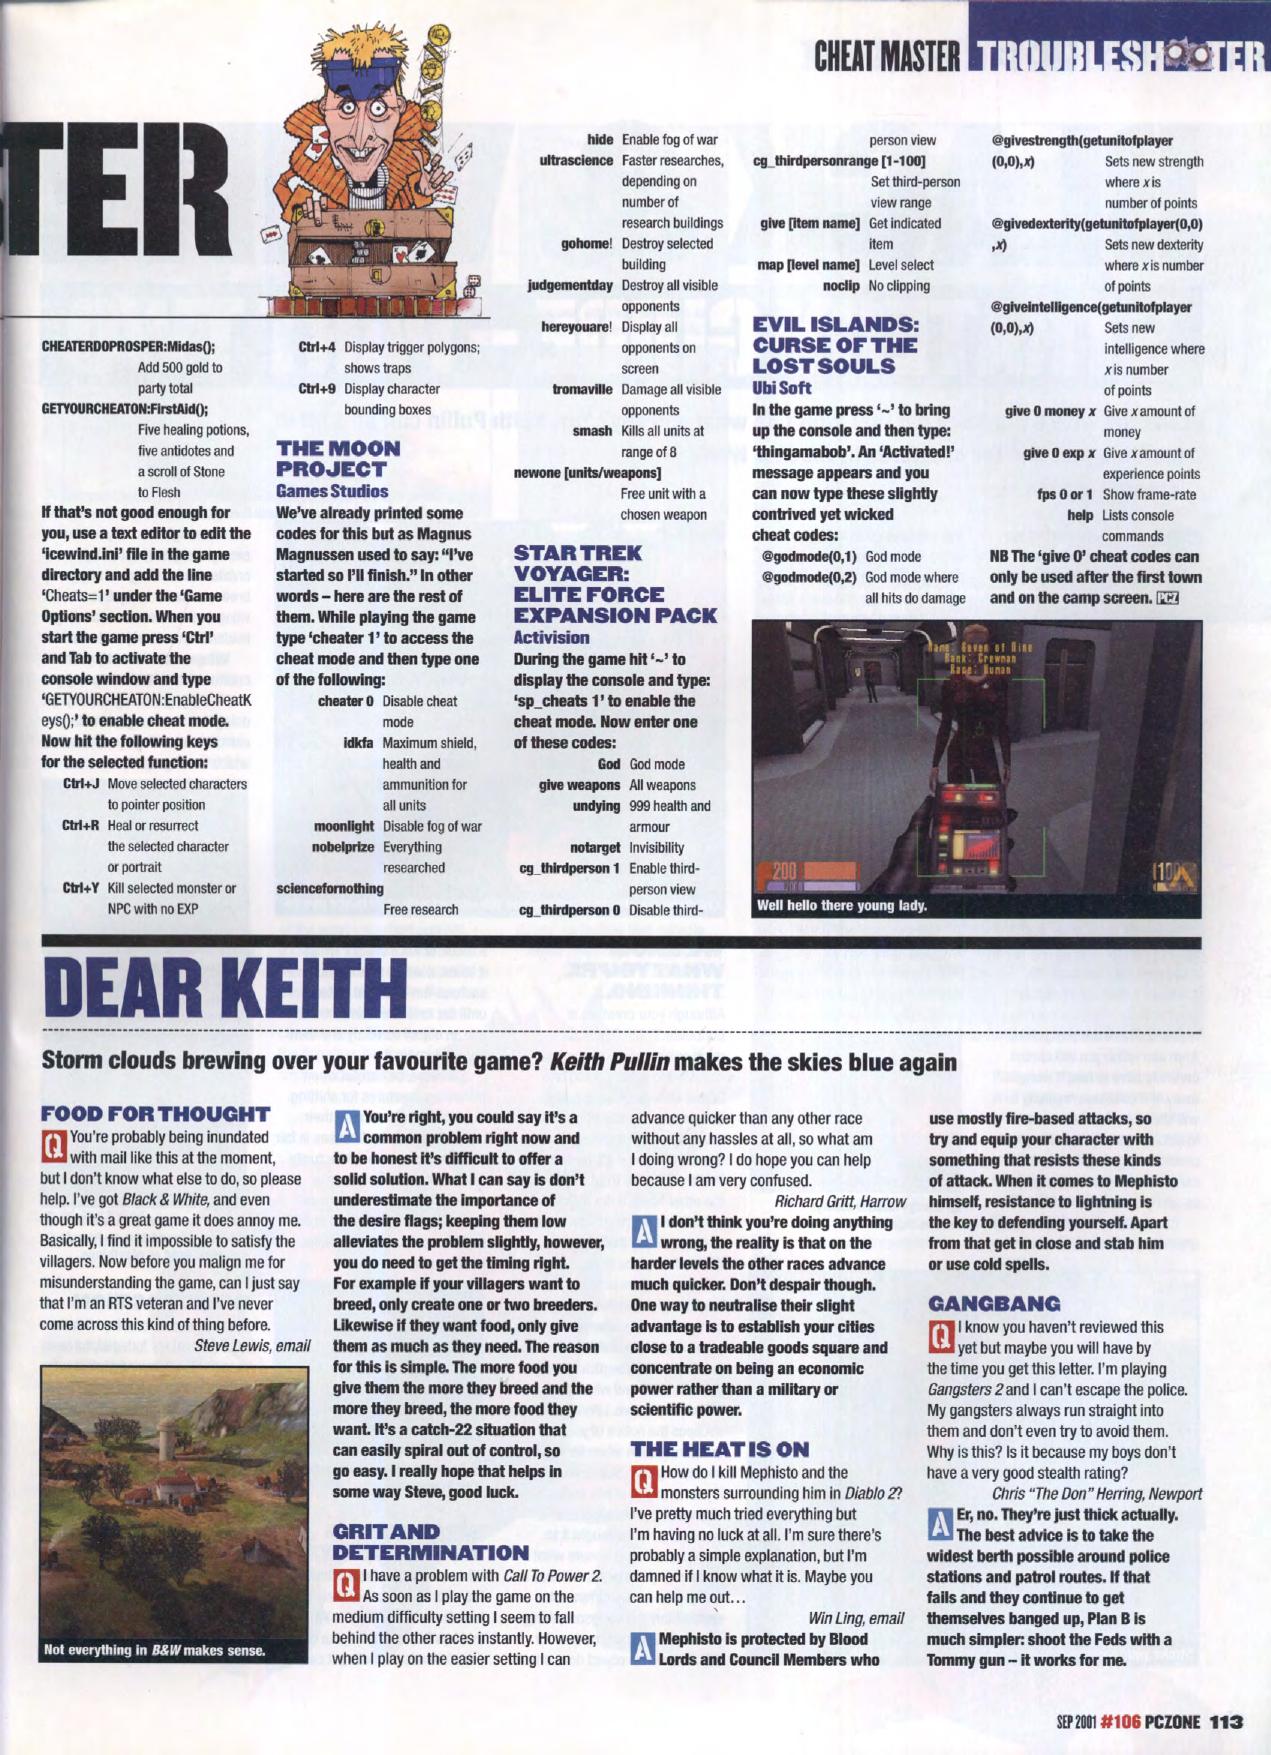 CHEAT MASTER TROUBLESHOOTER
TER
CHEATERDOPROSPER:Midas();
Add 500 gold to
party total
GETYOURCHEATON:FirstAid();
Five healing potions,
five antidotes and
a scroll of Stone
to Flesh
If that's not good enough for
you, use a text editor to edit the
'icewind.ini' file in the game
directory and add the line
'Cheats=1' under the 'Game
Options' section. When you
start the game press 'Ctrl'
and Tab to activate the
console window and type
'GETYOURCHEATON:EnableCheatK
eys();' to enable cheat mode.
Now hit the following keys
for the selected function:
Ctrl+J Move selected characters
to pointer position
Ctrl+R Heal or resurrect
the selected character
or portrait
Ctrl+Y Kill selected monster or
NPC with no EXP
Ctrl+4 Display trigger polygons;
shows traps
Ctrl+9 Display character
bounding boxes
THE MOON
PROJECT
Games Studios
We've already printed some
codes for this but as Magnus
Magnussen used to say: "I've
started so I'll finish." In other
words – here are the rest of
them. While playing the game
type 'cheater 1' to access the
cheat mode and then type one
of the following:
cheater 0 Disable cheat
mode
idkfa Maximum shield,
health and
ammunition for
all units
moonlight Disable fog of war
nobelprize Everything
researched
sciencefornothing
Free research
hide Enable fog of war
ultrascience Faster researches,
depending on
number of
research buildings
gohome! Destroy selected
building
judgementday Destroy all visible
opponents
hereyouare! Display all
opponents on
screen
tromaville Damage all visible
opponents
smash Kills all units at
range of 8
newone [units/weapons]
Free unit with a
chosen weapon
STAR TREK
VOYAGER:
ELITE FORCE
EXPANSION PACK
Activision
During the game hit '~' to
display the console and type:
'sp_cheats 1' to enable the
cheat mode. Now enter one
of these codes:
God God mode
give weapons All weapons
undying 999 health and
armour
notarget Invisibility
cg_thirdperson 1 Enable third-
person view
cg_thirdperson 0 Disable third-
person view
cg_thirdpersonrange [1-100]
Set third-person
view range
give [item name] Get indicated
item
map [level name] Level select
noclip No clipping
EVIL ISLANDS:
CURSE OF THE
LOST SOULS
Ubi Soft
In the game press '~' to bring
up the console and then type:
'thingamabob'. An 'Activated!'
message appears and you
can now type these slightly
contrived yet wicked
cheat codes:
@godmode(0,1) God mode
@godmode(0,2) God mode where
all hits do damage
@givestrength(getunitofplayer
(0,0),x) Sets new strength
where x is
number of points
@givedexterity(getunitofplayer(0,0)
,x) Sets new dexterity
where x is number
of points
@giveintelligence(getunitofplayer
(0,0),x) Sets new
intelligence where
x is number
of points
give 0 money x Give x amount of
money
give 0 exp x Give x amount of
experience points
fps 0 or 1 Show frame-rate
help Lists console
commands
NB The 'give 0' cheat codes can
only be used after the first town
and on the camp screen. PCZ
Name: Seven of Nine
Rank: Crewman
Race: Human
200
100
Well hello there young lady.
DEAR KEITH
Storm clouds brewing over your favourite game? Keith Pullin makes the skies blue again
FOOD FOR THOUGHT
Q You're probably being inundated
with mail like this at the moment,
but I don't know what else to do, so please
help. I've got Black & White, and even
though it's a great game it does annoy me.
Basically, I find it impossible to satisfy the
villagers. Now before you malign me for
misunderstanding the game, can I just say
that I'm an RTS veteran and I've never
come across this kind of thing before.
Steve Lewis, email
Not everything in B&W makes sense.
A You're right, you could say it's a
common problem right now and
to be honest it's difficult to offer a
solid solution. What I can say is don't
underestimate the importance of
the desire flags; keeping them low
alleviates the problem slightly, however,
you do need to get the timing right.
For example if your villagers want to
breed, only create one or two breeders.
Likewise if they want food, only give
them as much as they need. The reason
for this is simple. The more food you
give them the more they breed and the
more they breed, the more food they
want. It's a catch-22 situation that
can easily spiral out of control, so
go easy. I really hope that helps in
some way Steve, good luck.
GRIT AND
DETERMINATION
Q I have a problem with Call To Power 2.
As soon as I play the game on the
medium difficulty setting I seem to fall
behind the other races instantly. However,
when I play on the easier setting I can
advance quicker than any other race
without any hassles at all, so what am
I doing wrong? I do hope you can help
because I am very confused.
Richard Gritt, Harrow
A I don't think you're doing anything
wrong, the reality is that on the
harder levels the other races advance
much quicker. Don't despair though.
One way to neutralise their slight
advantage is to establish your cities
close to a tradeable goods square and
concentrate on being an economic
power rather than a military or
scientific power.
THE HEAT IS ON
Q How do I kill Mephisto and the
monsters surrounding him in Diablo 2?
I've pretty much tried everything but
I'm having no luck at all. I'm sure there's
probably a simple explanation, but I'm
damned if I know what it is. Maybe you
can help me out...
Win Ling, email
A Mephisto is protected by Blood
Lords and Council Members who
use mostly fire-based attacks, so
try and equip your character with
something that resists these kinds
of attack. When it comes to Mephisto
himself, resistance to lightning is
the key to defending yourself. Apart
from that get in close and stab him
or use cold spells.
GANGBANG
Q I know you haven't reviewed this
yet but maybe you will have by
the time you get this letter. I'm playing
Gangsters 2 and I can't escape the police.
My gangsters always run straight into
them and don't even try to avoid them.
Why is this? Is it because my boys don't
have a very good stealth rating?
Chris "The Don" Herring, Newport
A Er, no. They're just thick actually.
The best advice is to take the
widest berth possible around police
stations and patrol routes. If that
fails and they continue to get
themselves banged up, Plan B is
much simpler: shoot the Feds with a
Tommy gun – it works for me.
SEP 2001 #106 PCZONE 113